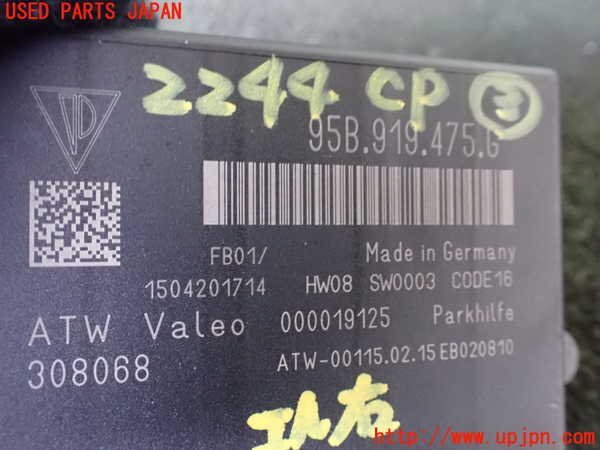 USED PARTS JAPAN
2244 CP ③
95B.919.475.G
FB01/ Made in Germany
1504201714 HW08 SW0003 CODE16
ATW Valeo 000019125 Parkhilfe
308068 ATW-00115.02.15 EB020810
右
http://www.upjpn.com